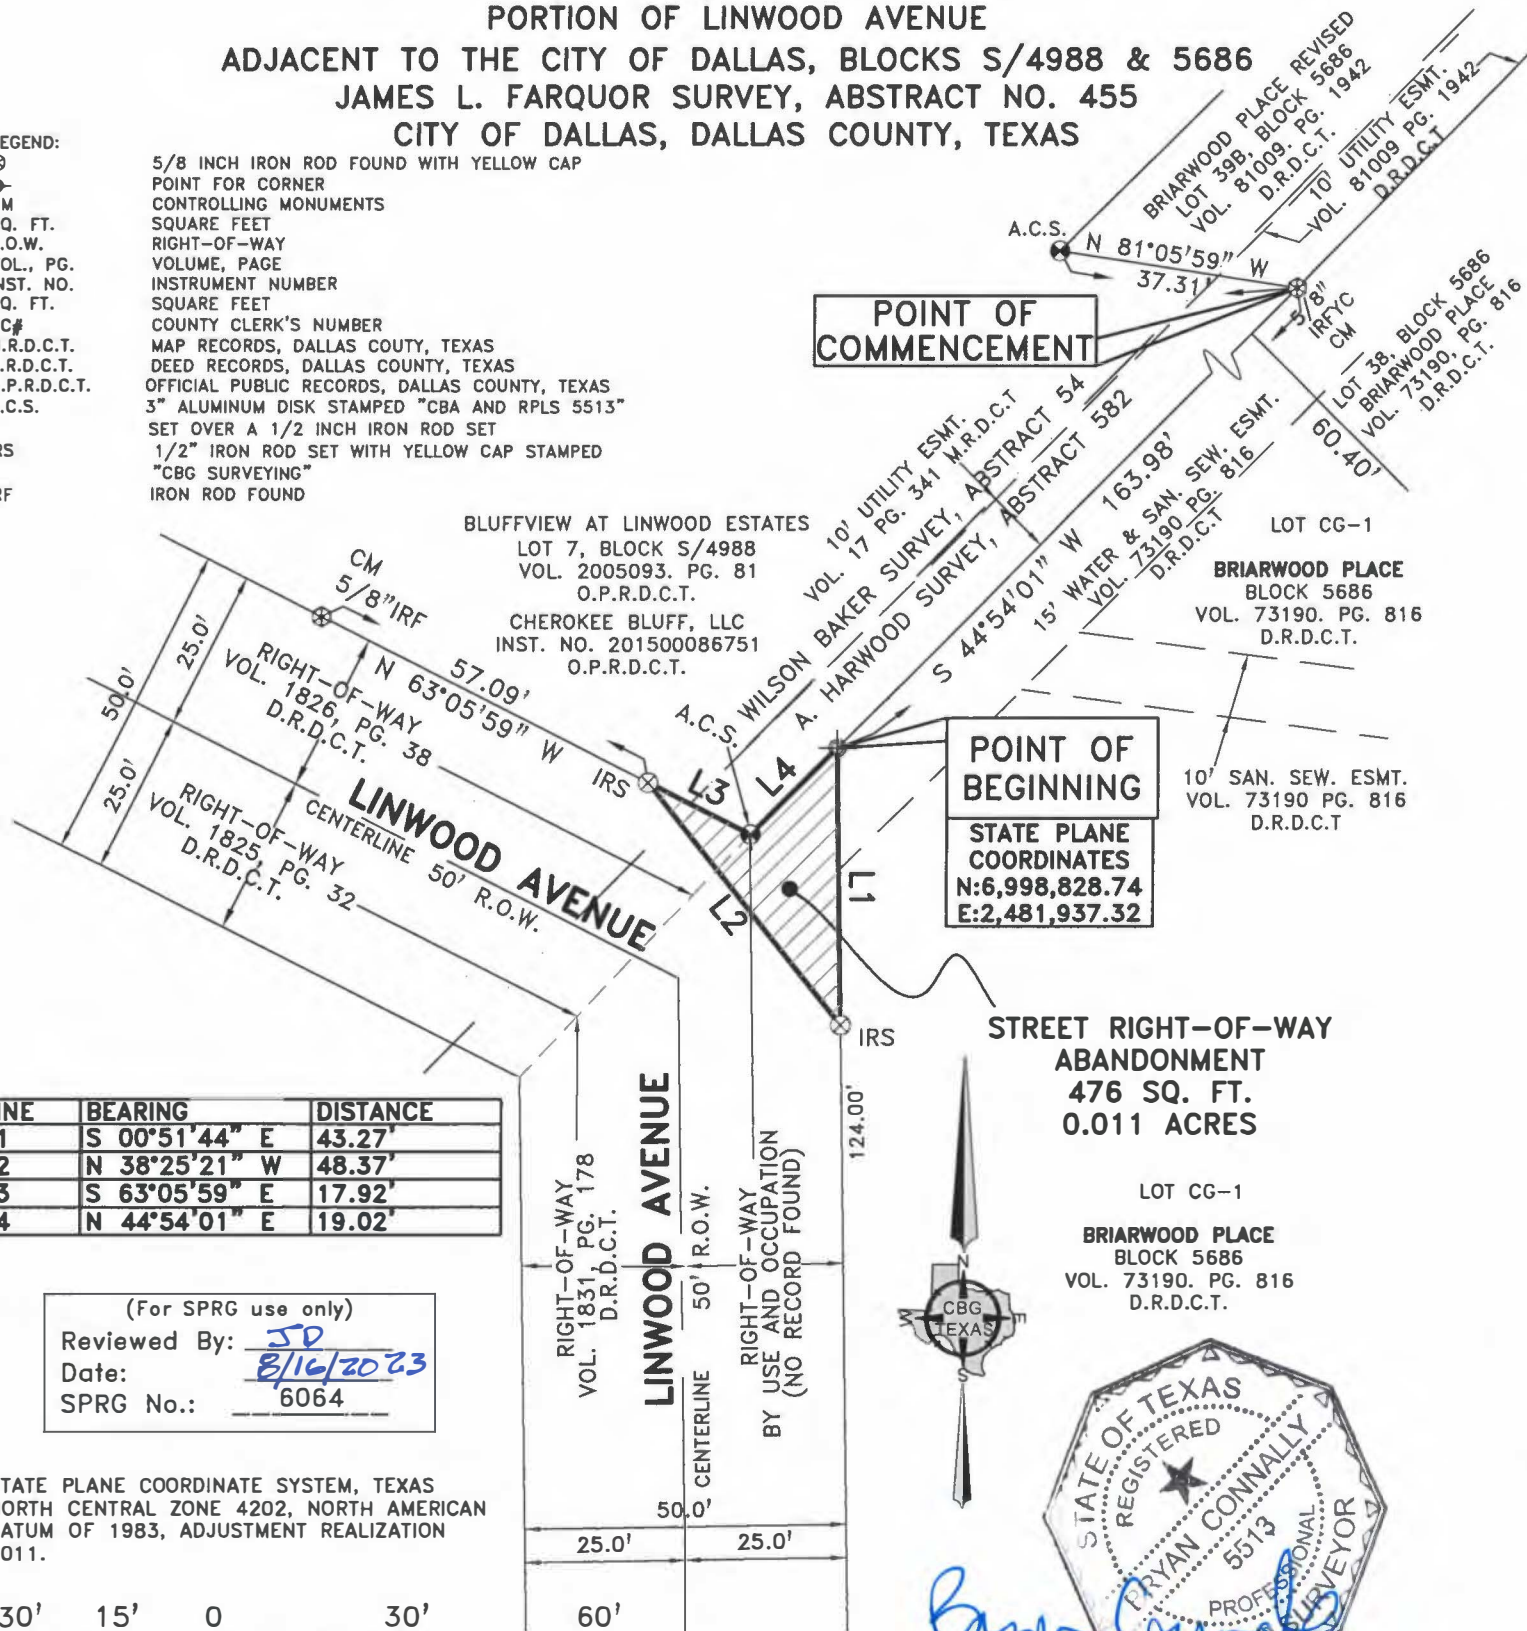 PORTION OF LINWOOD AVENUE
ADJACENT TO THE CITY OF DALLAS, BLOCKS S/4988 & 5686
JAMES L. FARQUOR SURVEY, ABSTRACT NO. 455
CITY OF DALLAS, DALLAS COUNTY, TEXAS
EGEND:
5/8 INCH IRON ROD FOUND WITH YELLOW CAP
POINT FOR CORNER
M CONTROLLING MONUMENTS
Q. FT. SQUARE FEET
.O.W. RIGHT-OF-WAY
OL., PG. VOLUME, PAGE
NST. NO. INSTRUMENT NUMBER
Q. FT. SQUARE FEET
C# COUNTY CLERK'S NUMBER
.R.D.C.T. MAP RECORDS, DALLAS COUTY, TEXAS
.R.D.C.T. DEED RECORDS, DALLAS COUNTY, TEXAS
.P.R.D.C.T. OFFICIAL PUBLIC RECORDS, DALLAS COUNTY, TEXAS
.C.S. 3" ALUMINUM DISK STAMPED "CBA AND RPLS 5513"
SET OVER A 1/2 INCH IRON ROD SET
RS 1/2" IRON ROD SET WITH YELLOW CAP STAMPED
"CBG SURVEYING"
RF IRON ROD FOUND
BRIARWOOD PLACE REVISED
LOT 39B, BLOCK 5686
VOL. 81009. PG. 1942
D.R.D.C.T.
10' UTILITY ESMT.
VOL. 81009 PG. 1942
D.R.D.C.T
A.C.S.
N 81°05'59" W
37.31'
POINT OF
COMMENCEMENT
5/8"
IRFYC
CM
LOT 38, BLOCK 5686
BRIARWOOD PLACE
VOL. 73190, PG. 816
D.R.D.C.T.
60.40'
10' UTILITY ESMT.
VOL. 17 PG. 341 M.R.D.C.T
WILSON BAKER SURVEY, ABSTRACT 54
A. HARWOOD SURVEY, ABSTRACT 582
S 44°54'01" W 163.98'
15' WATER & SAN. SEW. ESMT.
VOL. 73190 PG. 816
D.R.D.C.T
LOT CG-1
BRIARWOOD PLACE
BLOCK 5686
VOL. 73190. PG. 816
D.R.D.C.T.
BLUFFVIEW AT LINWOOD ESTATES
LOT 7, BLOCK S/4988
VOL. 2005093. PG. 81
O.P.R.D.C.T.
CHEROKEE BLUFF, LLC
INST. NO. 201500086751
O.P.R.D.C.T.
CM
5/8"IRF
57.09'
N 63°05'59" W
25.0'
50.0'
25.0'
RIGHT-OF-WAY
VOL. 1826, PG. 38
D.R.D.C.T.
RIGHT-OF-WAY
VOL. 1825, PG. 32
D.R.D.C.T.
LINWOOD AVENUE
CENTERLINE 50' R.O.W.
IRS
A.C.S.
L3
L4
L2
L1
POINT OF
BEGINNING
STATE PLANE
COORDINATES
N:6,998,828.74
E:2,481,937.32
10' SAN. SEW. ESMT.
VOL. 73190 PG. 816
D.R.D.C.T
IRS
STREET RIGHT-OF-WAY
ABANDONMENT
476 SQ. FT.
0.011 ACRES
124.00'
INE BEARING DISTANCE
1 S 00°51'44" E 43.27'
2 N 38°25'21" W 48.37'
3 S 63°05'59" E 17.92'
4 N 44°54'01" E 19.02'
RIGHT-OF-WAY
VOL. 1831, PG. 178
D.R.D.C.T.
LINWOOD AVENUE
CENTERLINE 50' R.O.W.
RIGHT-OF-WAY
BY USE AND OCCUPATION
(NO RECORD FOUND)
LOT CG-1
BRIARWOOD PLACE
BLOCK 5686
VOL. 73190. PG. 816
D.R.D.C.T.
N
W
E
S
CBG
TEXAS
(For SPRG use only)
Reviewed By: JD
Date: 8/16/2023
SPRG No.: 6064
TATE PLANE COORDINATE SYSTEM, TEXAS
ORTH CENTRAL ZONE 4202, NORTH AMERICAN
ATUM OF 1983, ADJUSTMENT REALIZATION
011.
50.0'
25.0' 25.0'
30' 15' 0 30' 60'
STATE OF TEXAS
REGISTERED
BRYAN CONNALLY
5513
PROFESSIONAL
SURVEYOR
Bryan Connally